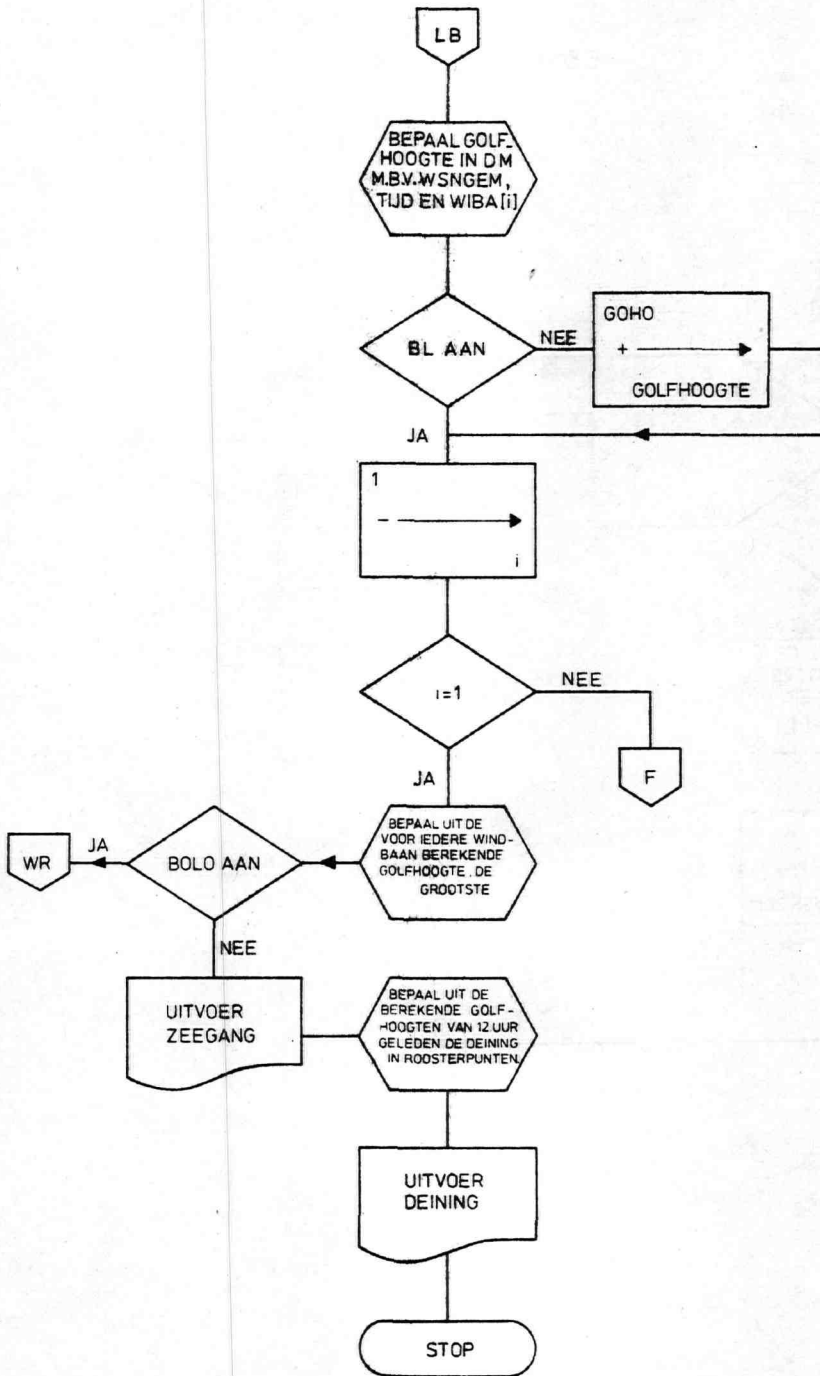 LB
BEPAAL GOLF-
HOOGTE IN DM
M.B.V. WSNGEM,
TIJD EN WIBA[i]
BL AAN
NEE
GOHO
+
GOLFHOOGTE
JA
1
-
i
i=1
NEE
F
JA
BEPAAL UIT DE
VOOR IEDERE WIND-
BAAN BEREKENDE
GOLFHOOGTE. DE
GROOTSTE
BOLO AAN
JA
WR
NEE
UITVOER
ZEEGANG
BEPAAL UIT DE
BEREKENDE GOLF-
HOOGTEN VAN 12 UUR
GELEDEN DE DEINING
IN ROOSTERPUNTEN.
UITVOER
DEINING
STOP